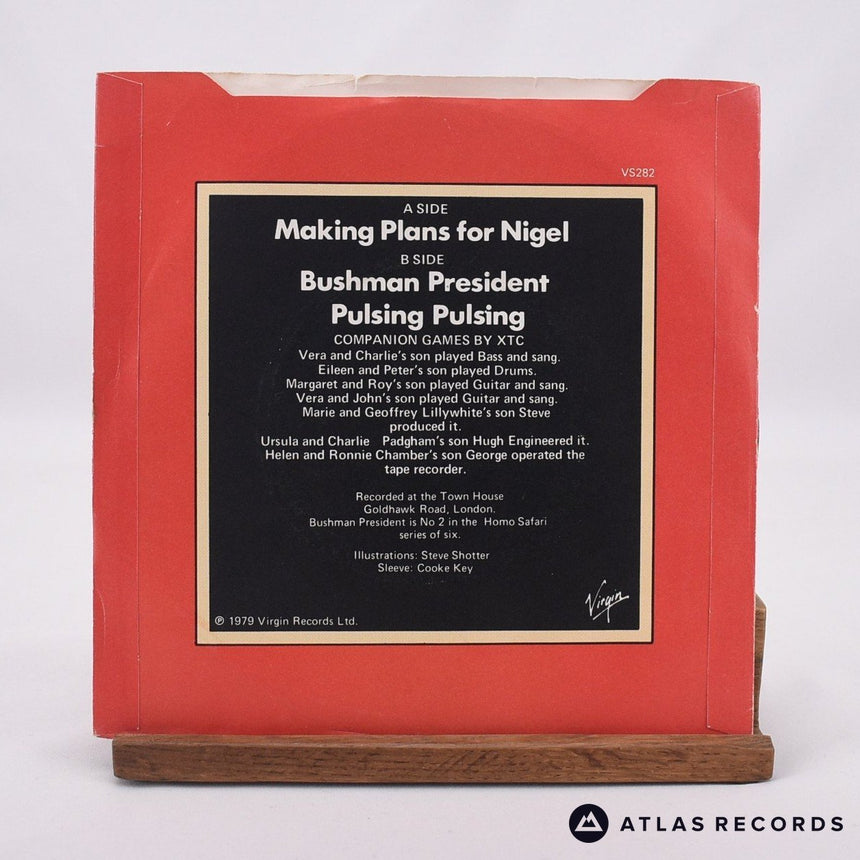 VS282
A SIDE
Making Plans for Nigel
B SIDE
Bushman President
Pulsing Pulsing
COMPANION GAMES BY XTC
Vera and Charlie's son played Bass and sang.
Eileen and Peter's son played Drums.
Margaret and Roy's son played Guitar and sang.
Vera and John's son played Guitar and sang.
Marie and Geoffrey Lillywhite's son Steve
produced it.
Ursula and Charlie Padgham's son Hugh Engineered it.
Helen and Ronnie Chamber's son George operated the
tape recorder.
Recorded at the Town House
Goldhawk Road, London.
Bushman President is No 2 in the Homo Safari
series of six.
Illustrations: Steve Shotter
Sleeve: Cooke Key
Virgin
℗ 1979 Virgin Records Ltd.
ATLAS RECORDS